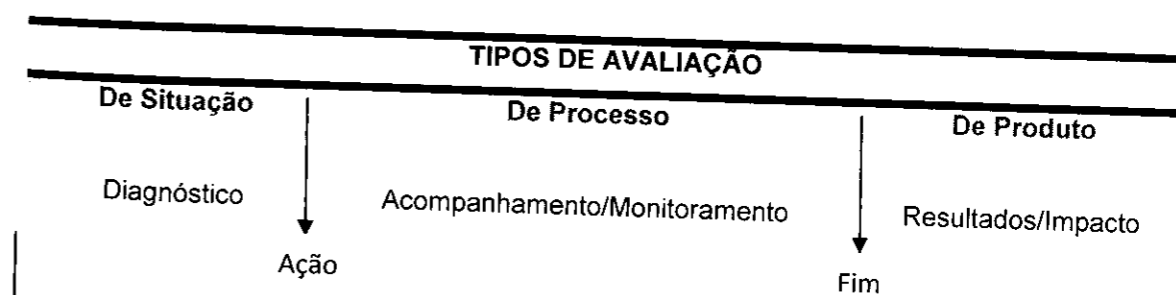 TIPOS DE AVALIAÇÃO
De Situação De Processo De Produto
Diagnóstico Acompanhamento/Monitoramento Resultados/Impacto
Ação Fim